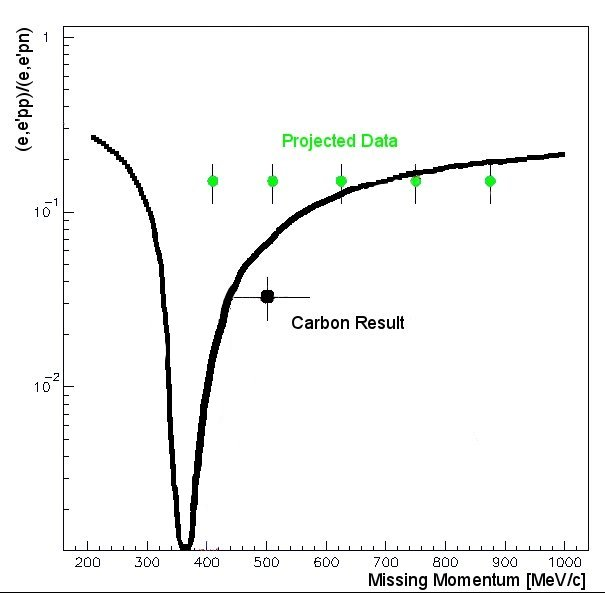 (e,e'pp)/(e,e'pn)
1
Projected Data
10^-1
Carbon Result
10^-2
200 300 400 500 600 700 800 900 1000
Missing Momentum [MeV/c]